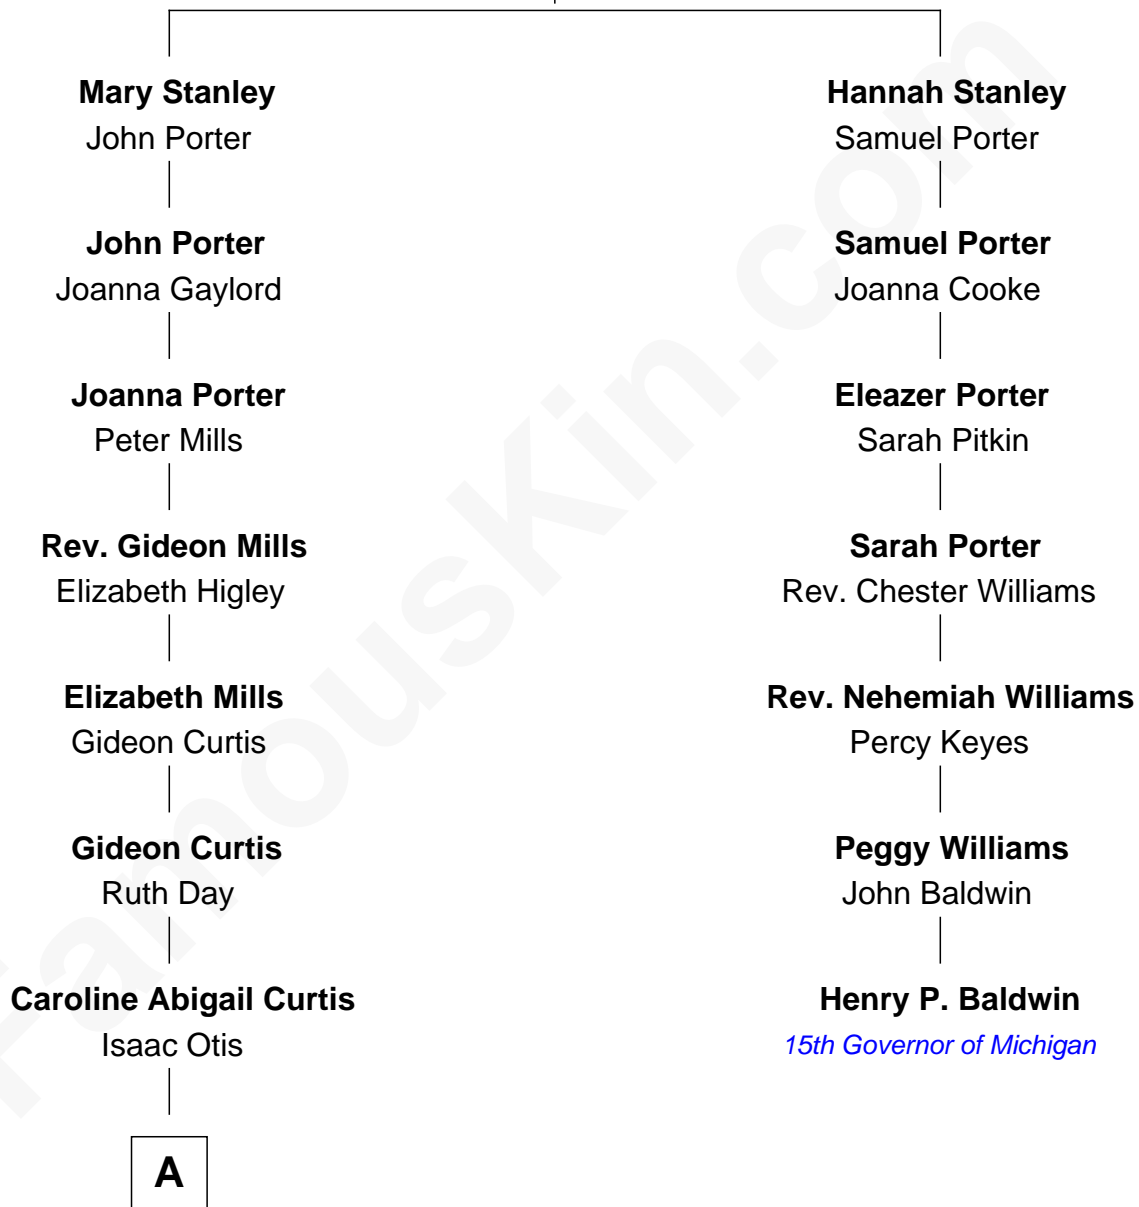 Mary Stanley
John Porter
Hannah Stanley
Samuel Porter
John Porter
Joanna Gaylord
Samuel Porter
Joanna Cooke
Joanna Porter
Peter Mills
Eleazer Porter
Sarah Pitkin
Rev. Gideon Mills
Elizabeth Higley
Sarah Porter
Rev. Chester Williams
Elizabeth Mills
Gideon Curtis
Rev. Nehemiah Williams
Percy Keyes
Gideon Curtis
Ruth Day
Peggy Williams
John Baldwin
Caroline Abigail Curtis
Isaac Otis
Henry P. Baldwin
15th Governor of Michigan
A
FamousKin.com